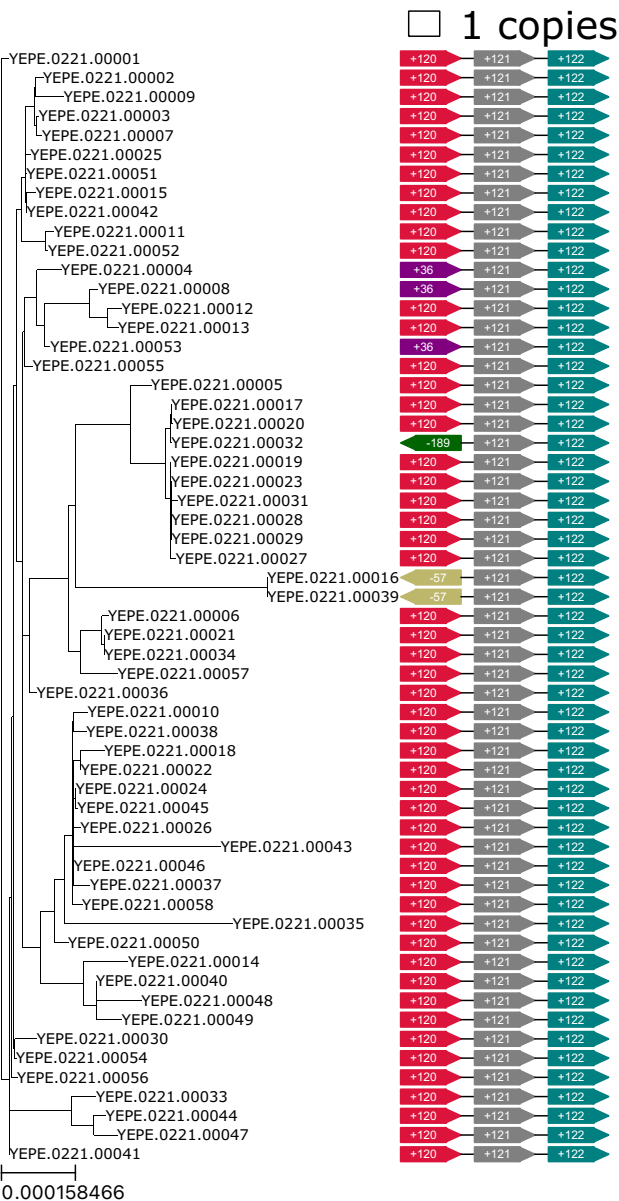 1 copies
YEPE.0221.00001 +120 +121 +122
YEPE.0221.00002 +120 +121 +122
YEPE.0221.00009 +120 +121 +122
YEPE.0221.00003 +120 +121 +122
YEPE.0221.00007 +120 +121 +122
YEPE.0221.00025 +120 +121 +122
YEPE.0221.00051 +120 +121 +122
YEPE.0221.00015 +120 +121 +122
YEPE.0221.00042 +120 +121 +122
YEPE.0221.00011 +120 +121 +122
YEPE.0221.00052 +120 +121 +122
YEPE.0221.00004 +36 +121 +122
YEPE.0221.00008 +36 +121 +122
YEPE.0221.00012 +120 +121 +122
YEPE.0221.00013 +120 +121 +122
YEPE.0221.00053 +36 +121 +122
YEPE.0221.00055 +120 +121 +122
YEPE.0221.00005 +120 +121 +122
YEPE.0221.00017 +120 +121 +122
YEPE.0221.00020 +120 +121 +122
YEPE.0221.00032 -189 +121 +122
YEPE.0221.00019 +120 +121 +122
YEPE.0221.00023 +120 +121 +122
YEPE.0221.00031 +120 +121 +122
YEPE.0221.00028 +120 +121 +122
YEPE.0221.00029 +120 +121 +122
YEPE.0221.00027 +120 +121 +122
YEPE.0221.00016 -57 +121 +122
YEPE.0221.00039 -57 +121 +122
YEPE.0221.00006 +120 +121 +122
YEPE.0221.00021 +120 +121 +122
YEPE.0221.00034 +120 +121 +122
YEPE.0221.00057 +120 +121 +122
YEPE.0221.00036 +120 +121 +122
YEPE.0221.00010 +120 +121 +122
YEPE.0221.00038 +120 +121 +122
YEPE.0221.00018 +120 +121 +122
YEPE.0221.00022 +120 +121 +122
YEPE.0221.00024 +120 +121 +122
YEPE.0221.00045 +120 +121 +122
YEPE.0221.00026 +120 +121 +122
YEPE.0221.00043 +120 +121 +122
YEPE.0221.00046 +120 +121 +122
YEPE.0221.00037 +120 +121 +122
YEPE.0221.00058 +120 +121 +122
YEPE.0221.00035 +120 +121 +122
YEPE.0221.00050 +120 +121 +122
YEPE.0221.00014 +120 +121 +122
YEPE.0221.00040 +120 +121 +122
YEPE.0221.00048 +120 +121 +122
YEPE.0221.00049 +120 +121 +122
YEPE.0221.00030 +120 +121 +122
YEPE.0221.00054 +120 +121 +122
YEPE.0221.00056 +120 +121 +122
YEPE.0221.00033 +120 +121 +122
YEPE.0221.00044 +120 +121 +122
YEPE.0221.00047 +120 +121 +122
YEPE.0221.00041 +120 +121 +122
0.000158466